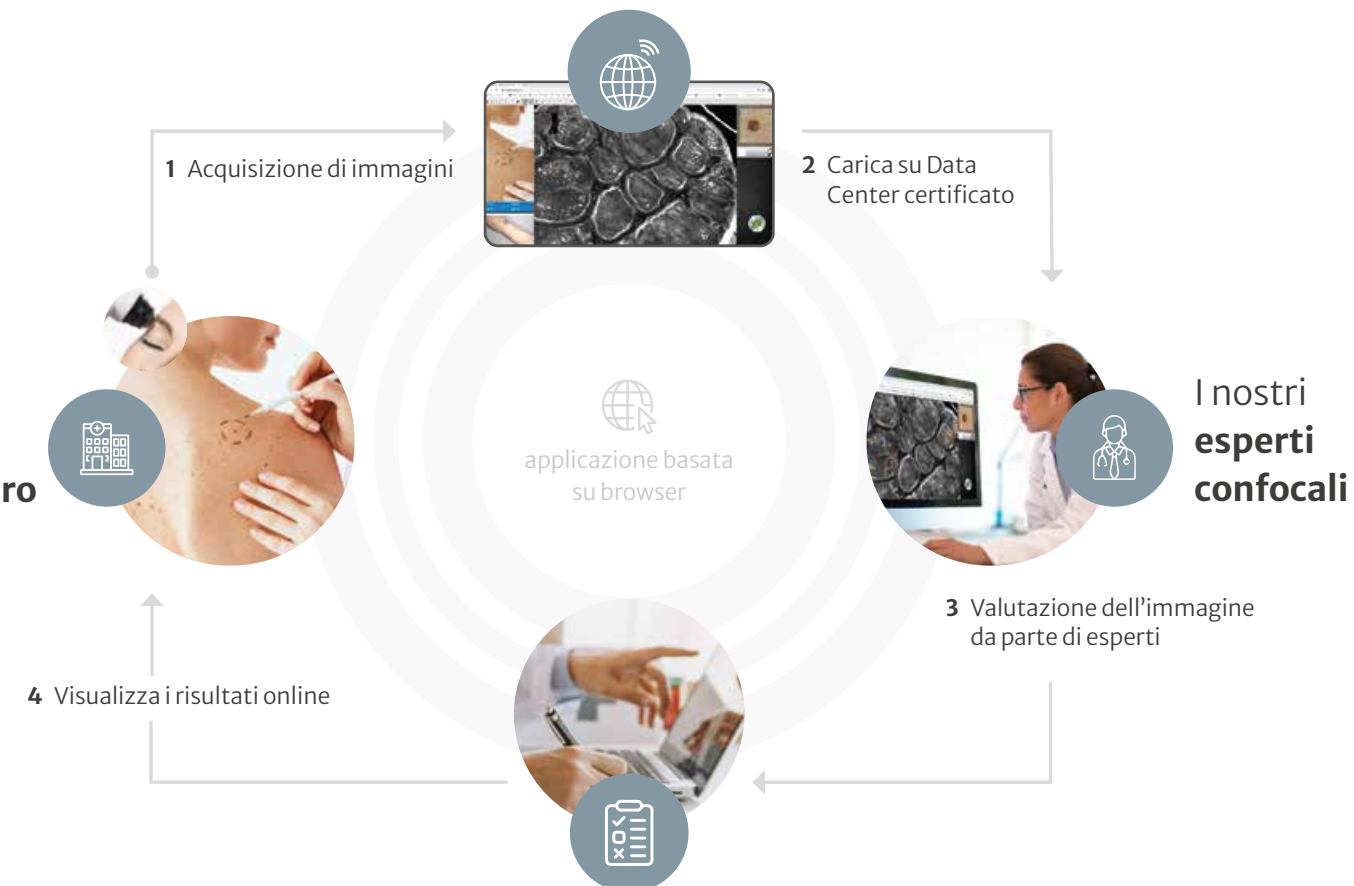 1 Acquisizione di immagini
2 Carica su Data
Center certificato
applicazione basata
su browser
I nostri
esperti
confocali
ro
3 Valutazione dell’immagine
da parte di esperti
4 Visualizza i risultati online